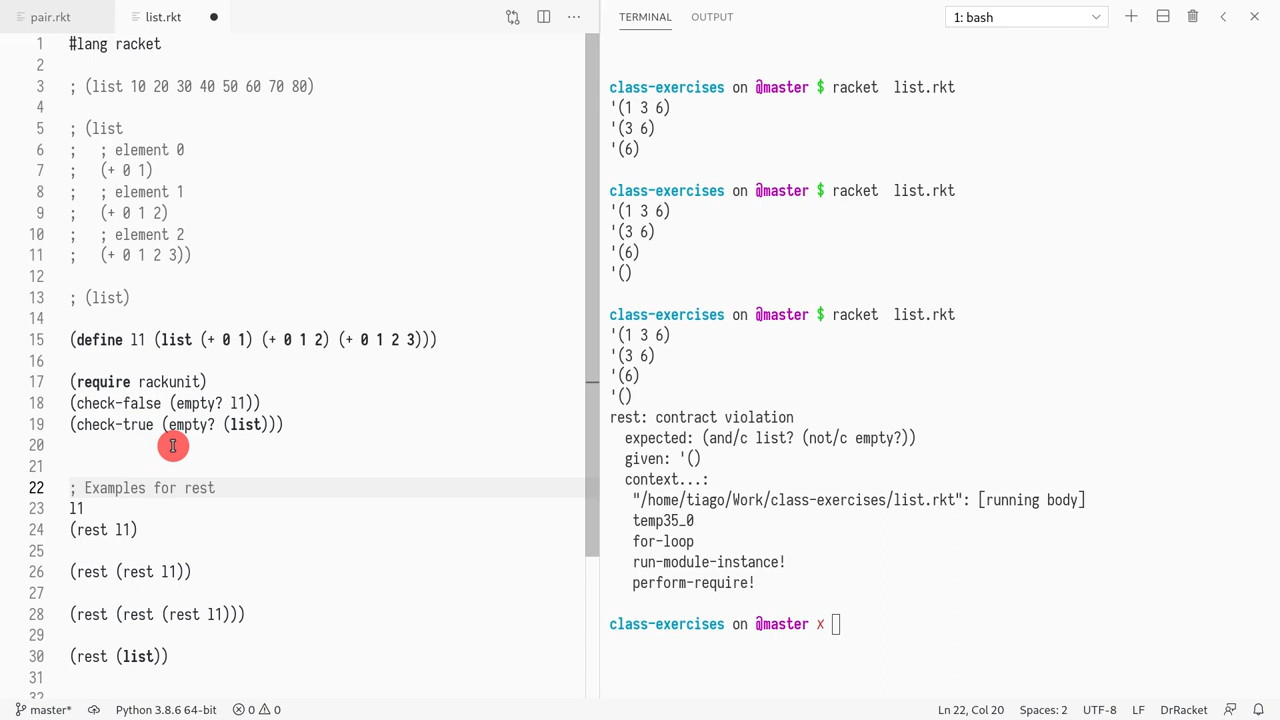 pair.rkt
list.rkt
1 #lang racket
2
3 ; (list 10 20 30 40 50 60 70 80)
4
5 ; (list
6 ;   ; element 0
7 ;   (+ 0 1)
8 ;   ; element 1
9 ;   (+ 0 1 2)
10 ;   ; element 2
11 ;   (+ 0 1 2 3))
12
13 ; (list)
14
15 (define l1 (list (+ 0 1) (+ 0 1 2) (+ 0 1 2 3)))
16
17 (require rackunit)
18 (check-false (empty? l1))
19 (check-true (empty? (list)))
20
21
22 ; Examples for rest
23 l1
24 (rest l1)
25
26 (rest (rest l1))
27
28 (rest (rest (rest l1)))
29
30 (rest (list))
31
32
TERMINAL OUTPUT
1: bash
class-exercises on @master $ racket  list.rkt
'(1 3 6)
'(3 6)
'(6)
class-exercises on @master $ racket  list.rkt
'(1 3 6)
'(3 6)
'(6)
'()
class-exercises on @master $ racket  list.rkt
'(1 3 6)
'(3 6)
'(6)
'()
rest: contract violation
  expected: (and/c list? (not/c empty?))
  given: '()
  context...:
   "/home/tiago/Work/class-exercises/list.rkt": [running body]
   temp35_0
   for-loop
   run-module-instance!
   perform-require!
class-exercises on @master x
master* Python 3.8.6 64-bit 0 0 Ln 22, Col 20 Spaces: 2 UTF-8 LF DrRacket